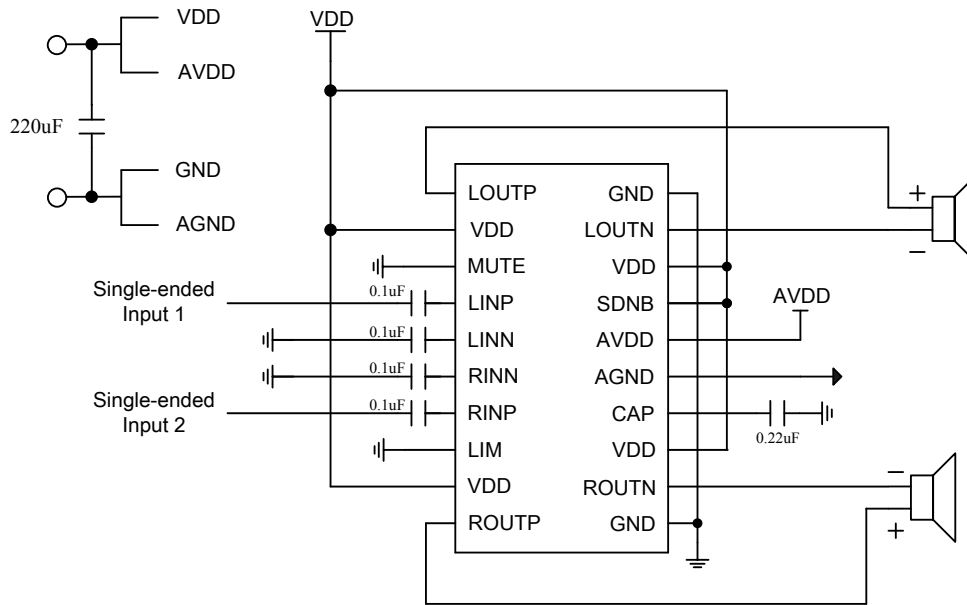 VDD
AVDD
220uF
GND
AGND
VDD
LOUTP
VDD
MUTE
LINP
LINN
RINN
RINP
LIM
VDD
ROUTP
GND
LOUTN
VDD
SDNB
AVDD
AGND
CAP
VDD
ROUTN
GND
Single-ended
Input 1
0.1uF
0.1uF
0.1uF
0.1uF
Single-ended
Input 2
AVDD
0.22uF
+
−
−
+